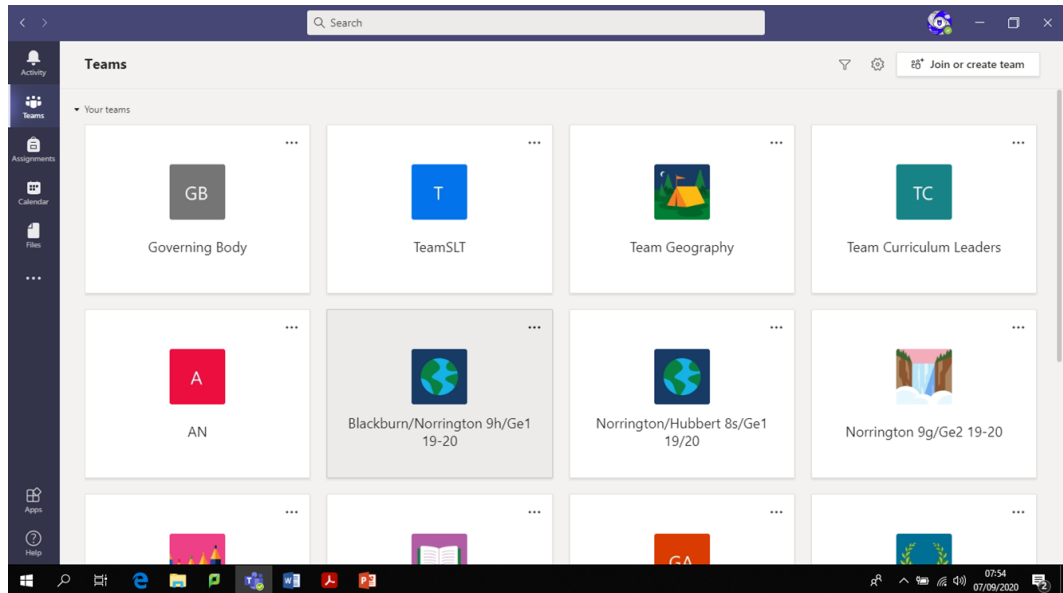 Search
Activity
Teams
Join or create team
Teams
Your teams
Assignments
Calendar
Files
GB
Governing Body
T
TeamSLT
Team Geography
TC
Team Curriculum Leaders
A
AN
Blackburn/Norrington 9h/Ge1
19-20
Norrington/Hubbert 8s/Ge1
19/20
Norrington 9g/Ge2 19-20
GA
Apps
Help
07:54
07/09/2020
2